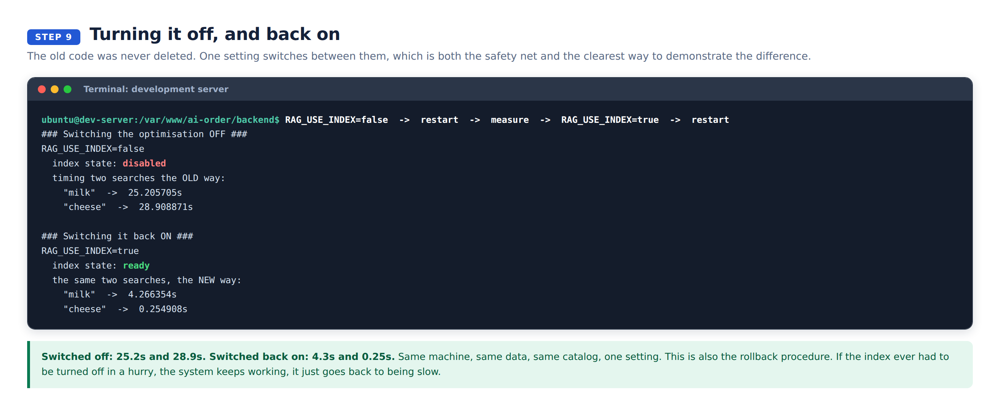 STEP 9 Turning it off, and back on
The old code was never deleted. One setting switches between them, which is both the safety net and the clearest way to demonstrate the difference.
Terminal: development server
ubuntu@dev-server:/var/www/ai-order/backend$ RAG_USE_INDEX=false  ->  restart  ->  measure  ->  RAG_USE_INDEX=true  ->  restart
### Switching the optimisation OFF ###
RAG_USE_INDEX=false
  index state: disabled
  timing two searches the OLD way:
    "milk"  ->  25.205705s
    "cheese"  ->  28.908871s
### Switching it back ON ###
RAG_USE_INDEX=true
  index state: ready
  the same two searches, the NEW way:
    "milk"  ->  4.266354s
    "cheese"  ->  0.254908s
Switched off: 25.2s and 28.9s. Switched back on: 4.3s and 0.25s. Same machine, same data, same catalog, one setting. This is also the rollback procedure. If the index ever had to
be turned off in a hurry, the system keeps working, it just goes back to being slow.